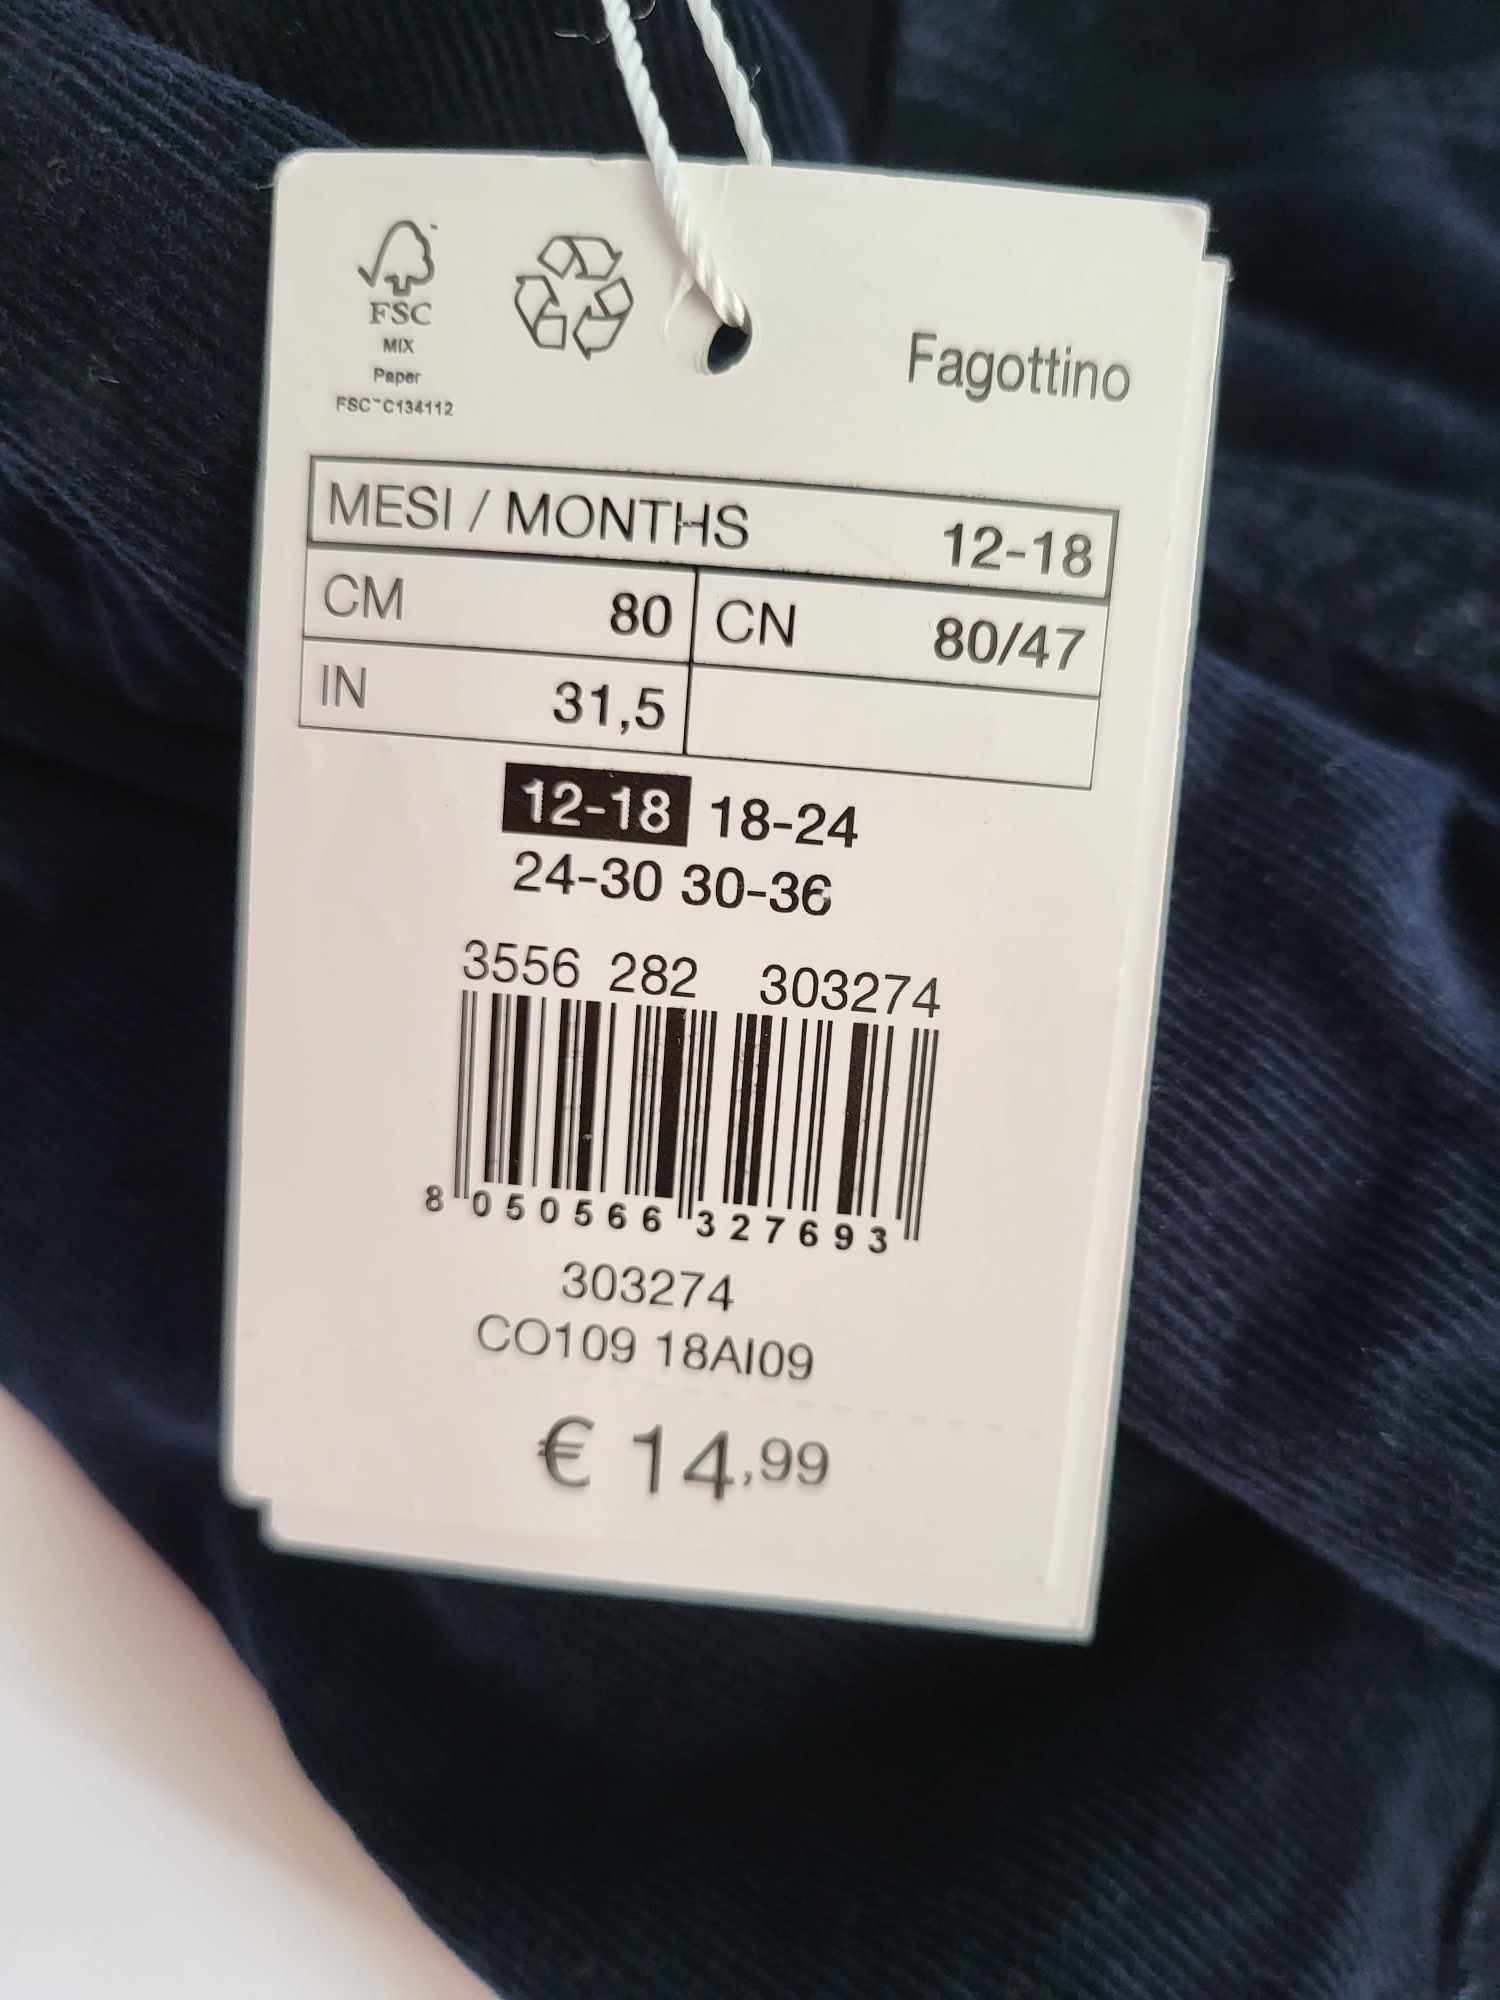 FSC
MIX
Paper
FSC™ C134112
Fagottino
MESI / MONTHS 12-18
CM 80 CN 80/47
IN 31,5
12-18 18-24
24-30 30-36
3556 282 303274
8 050566 327693
303274
CO109 18AI09
€ 14,99